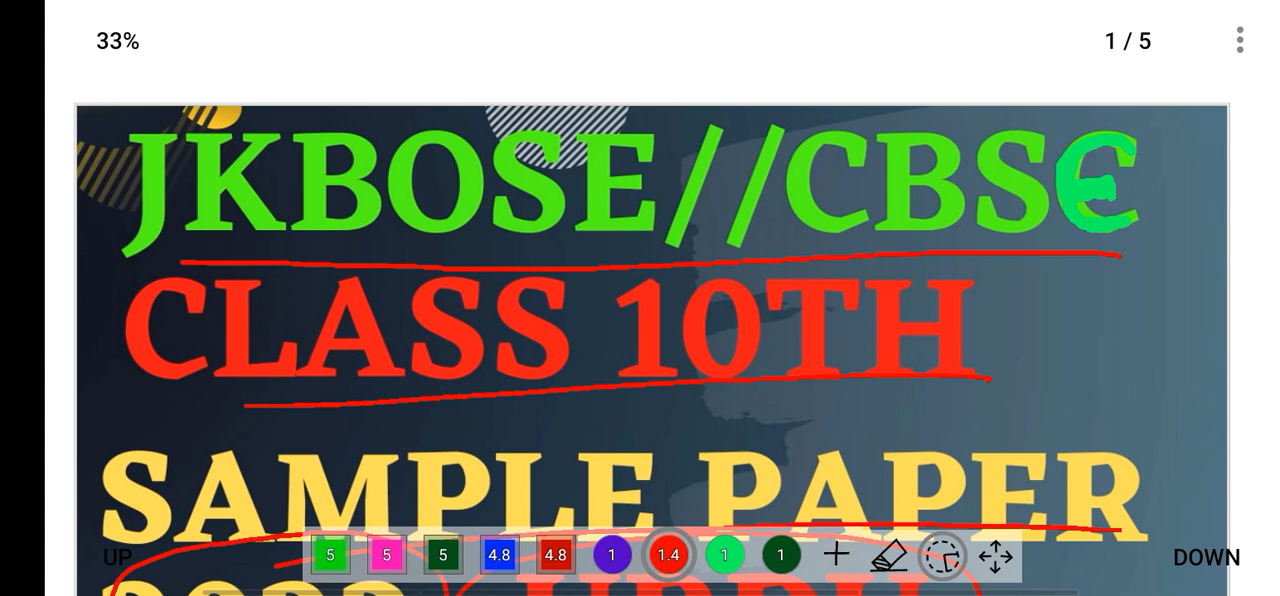 33%
1 / 5
JKBOSE//CBSE
CLASS 10TH
SAMPLE PAPER
UP
5 5 5 4.8 4.8 1 1.4 1 1
DOWN